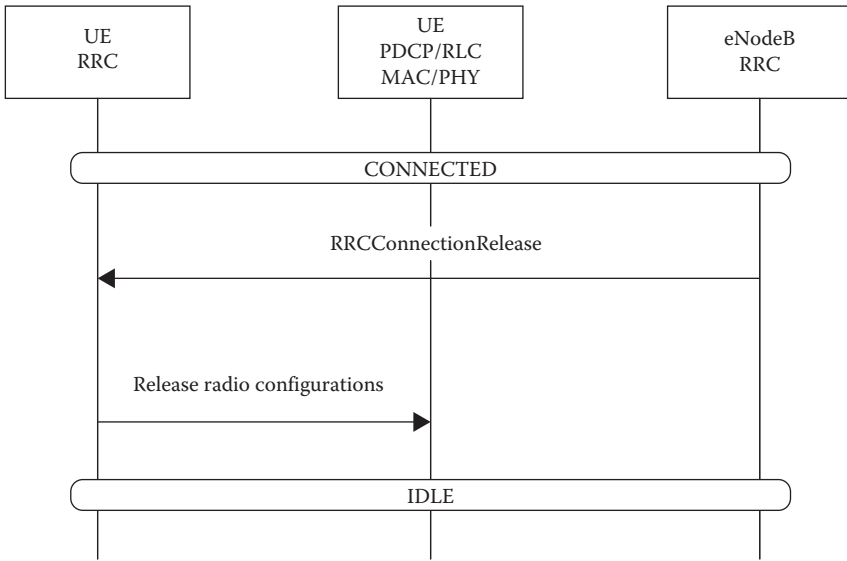 UE
RRC
UE
PDCP/RLC
MAC/PHY
eNodeB
RRC
CONNECTED
RRCConnectionRelease
Release radio configurations
IDLE